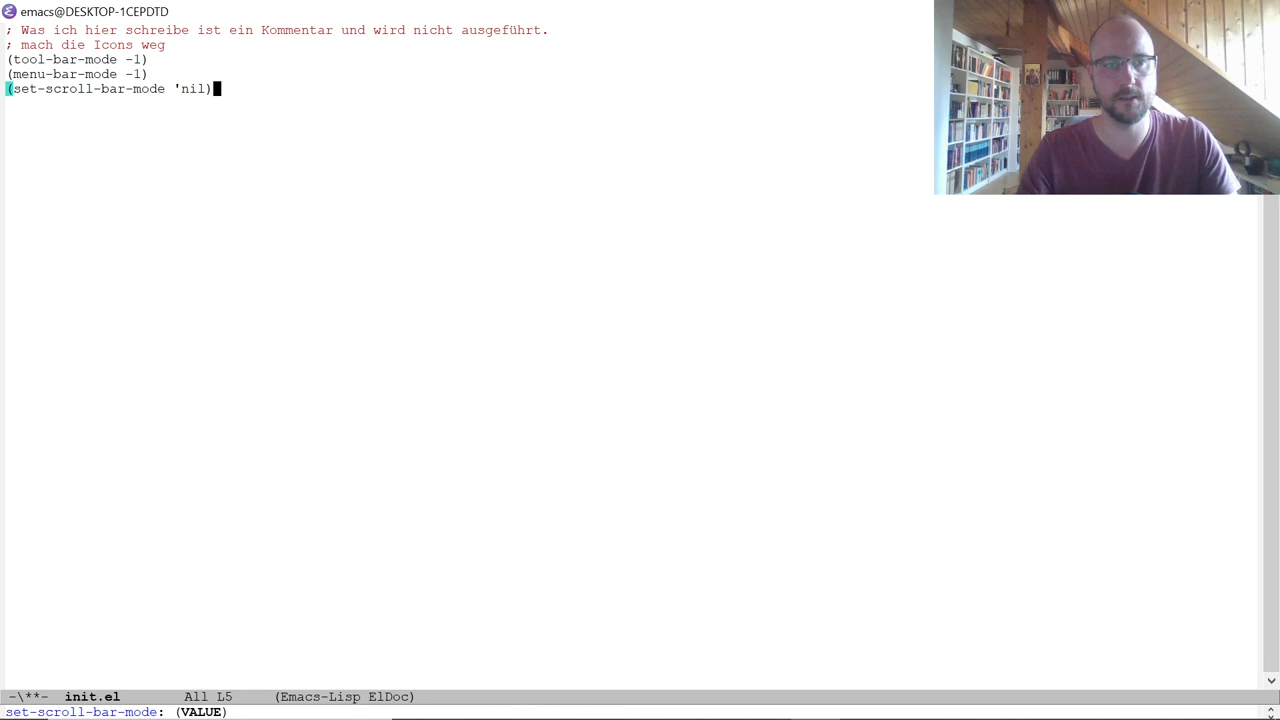 emacs@DESKTOP-1CEPDTD
; Was ich hier schreibe ist ein Kommentar und wird nicht ausgeführt.
; mach die Icons weg
(tool-bar-mode -1)
(menu-bar-mode -1)
(set-scroll-bar-mode 'nil)
-\**-  init.el        All L5     (Emacs-Lisp ElDoc)
set-scroll-bar-mode: (VALUE)